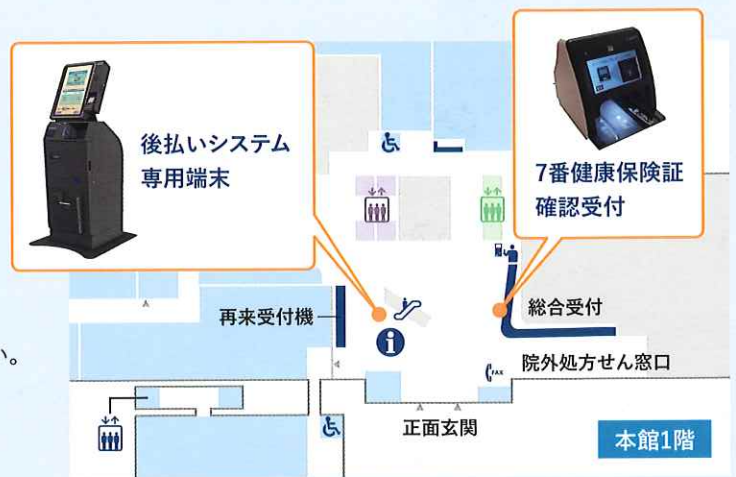 後払いシステム
専用端末
7番健康保険証
確認受付
再来受付機
総合受付
い。
院外処方せん窓口
FAX
正面玄関
本館1階